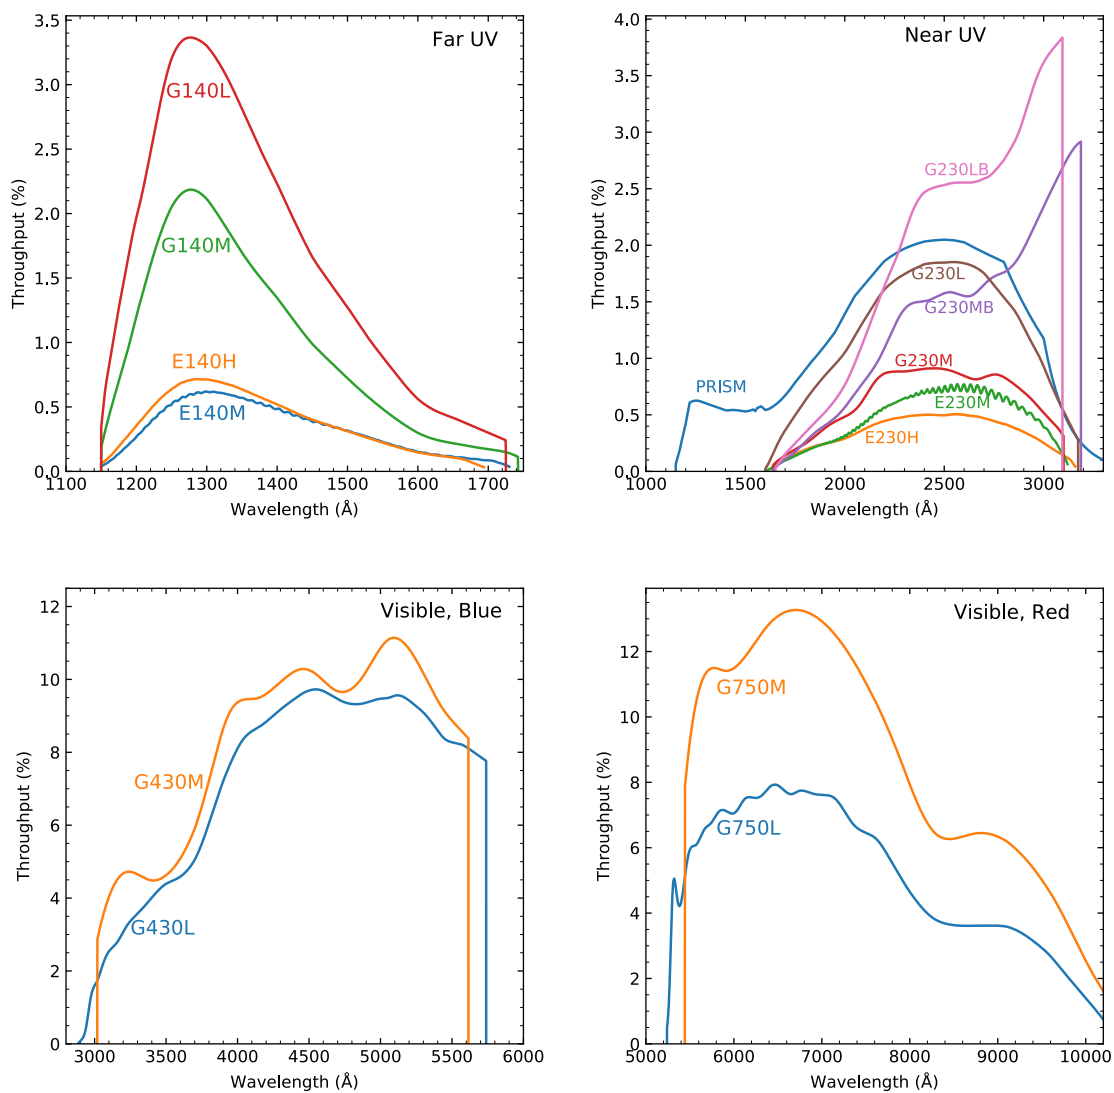 Far UV
3.5
3.0
2.5
2.0
1.5
1.0
0.5
0.0
Throughput (%)
G140L
G140M
E140H
E140M
1100 1200 1300 1400 1500 1600 1700
Wavelength (Å)
Near UV
4.0
3.5
3.0
2.5
2.0
1.5
1.0
0.5
0.0
Throughput (%)
G230LB
G230L
G230MB
G230M
PRISM
E230M
E230H
1000 1500 2000 2500 3000
Wavelength (Å)
Visible, Blue
12
10
8
6
4
2
0
Throughput (%)
G430M
G430L
3000 3500 4000 4500 5000 5500 6000
Wavelength (Å)
Visible, Red
12
10
8
6
4
2
0
Throughput (%)
G750M
G750L
5000 6000 7000 8000 9000 10000
Wavelength (Å)